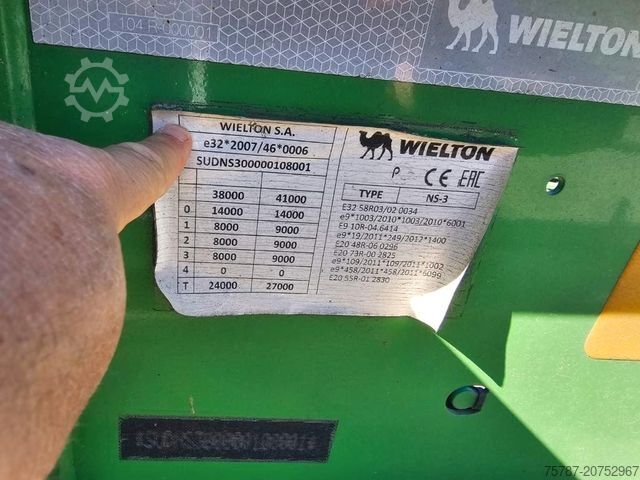 104 R-000001
WIELTON
WIELTON S.A.
e32*2007/46*0006
SUDNS300000108001
38000 41000
0 14000 14000
1 8000 9000
2 8000 9000
3 8000 9000
4 0 0
T 24000 27000
WIELTON
P CE EAC
TYPE NS-3
E32 58R03/02 0034
e9*1003/2010*1003/2010*6001
E9 10R-04.6414
e9*19/2011*249/2012*1400
E20 48R-06 0296
E20 73R-00 2825
e9*109/2011*109/2011*1002
e9*458/2011*458/2011*6099
E20 55R-01 2830
75787-20752967